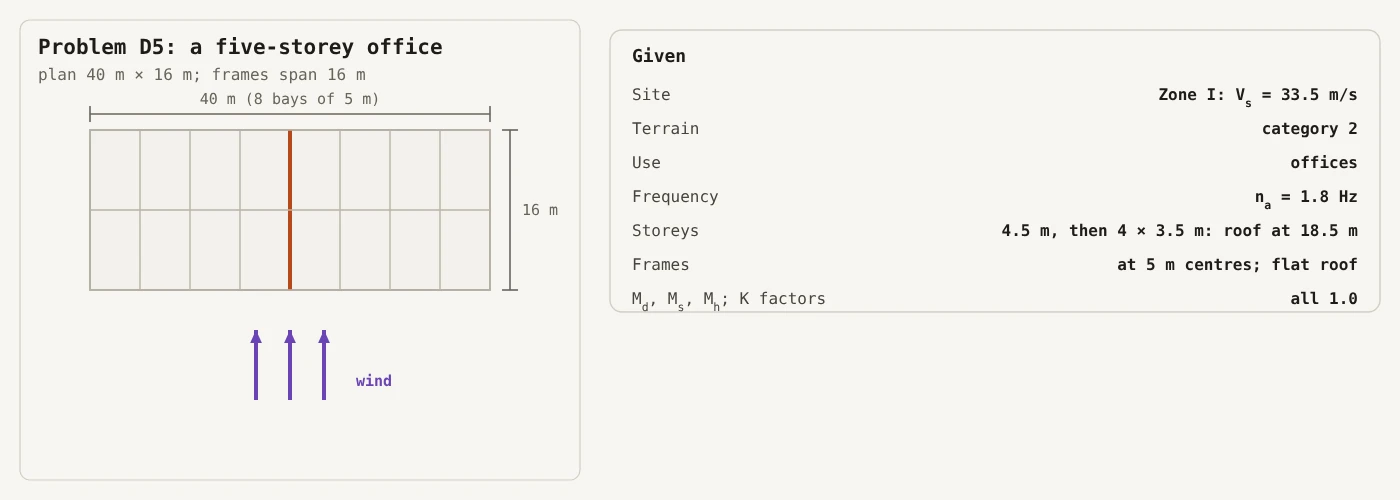 Problem D5: a five-storey office
plan 40 m × 16 m; frames span 16 m
40 m (8 bays of 5 m)
16 m
wind
Given
Site Zone I: Vs = 33.5 m/s
Terrain category 2
Use offices
Frequency na = 1.8 Hz
Storeys 4.5 m, then 4 × 3.5 m: roof at 18.5 m
Frames at 5 m centres; flat roof
Md, Ms, Mh; K factors all 1.0